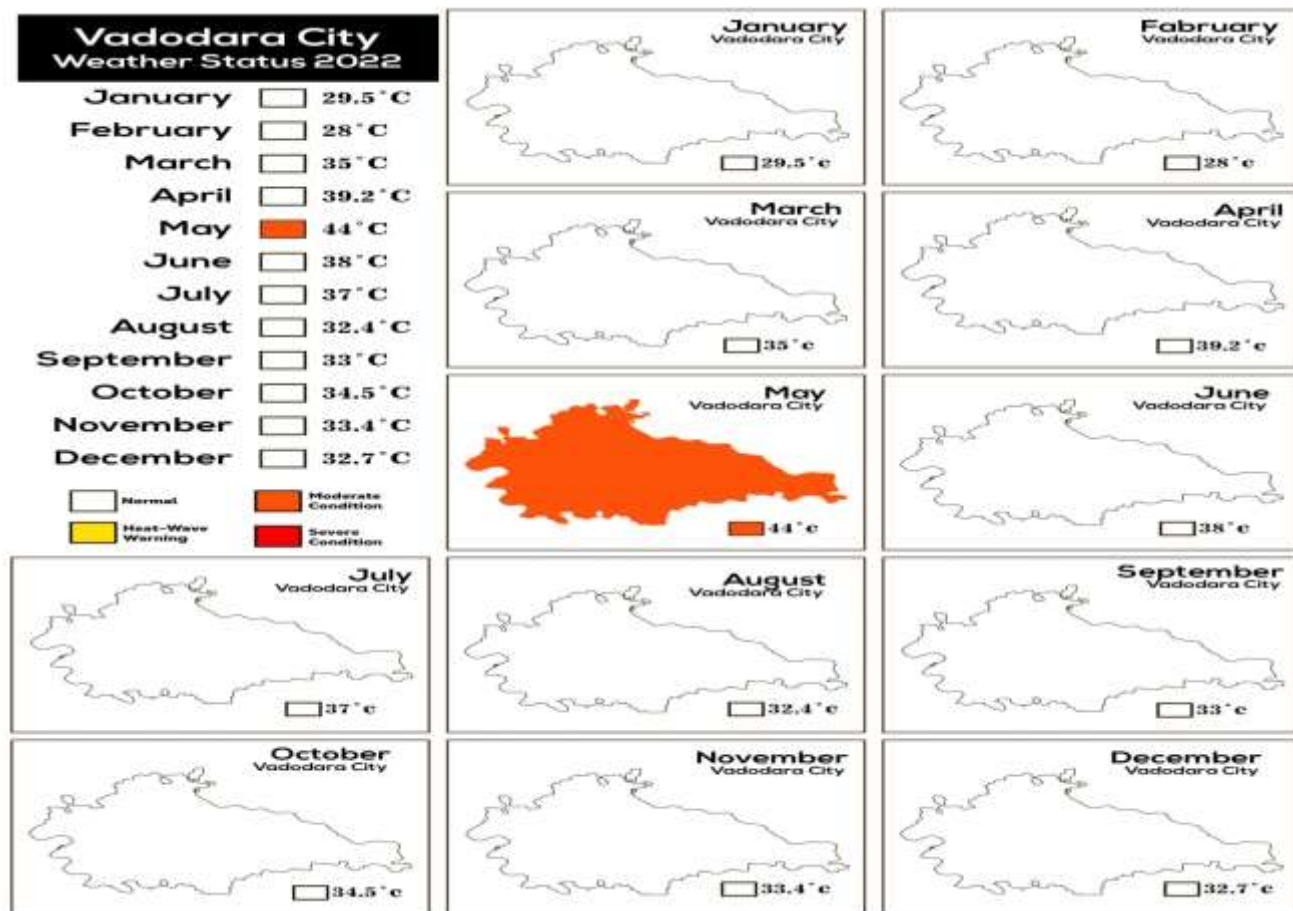 Vadodara City
Weather Status 2022
January 29.5°C
February 28°C
March 35°C
April 39.2°C
May 44°C
June 38°C
July 37°C
August 32.4°C
September 33°C
October 34.5°C
November 33.4°C
December 32.7°C
Normal
Moderate
Condition
Heat-Wave
Warning
Severe
Condition
January
Vadodara City
29.5°c
Fabruary
Vadodara City
28°c
March
Vadodara City
35°c
April
Vadodara City
39.2°c
May
Vadodara City
44°c
June
Vadodara City
38°c
July
Vadodara City
37°c
August
Vadodara City
32.4°c
September
Vadodara City
33°c
October
Vadodara City
34.5°c
November
Vadodara City
33.4°c
December
Vadodara City
32.7°c